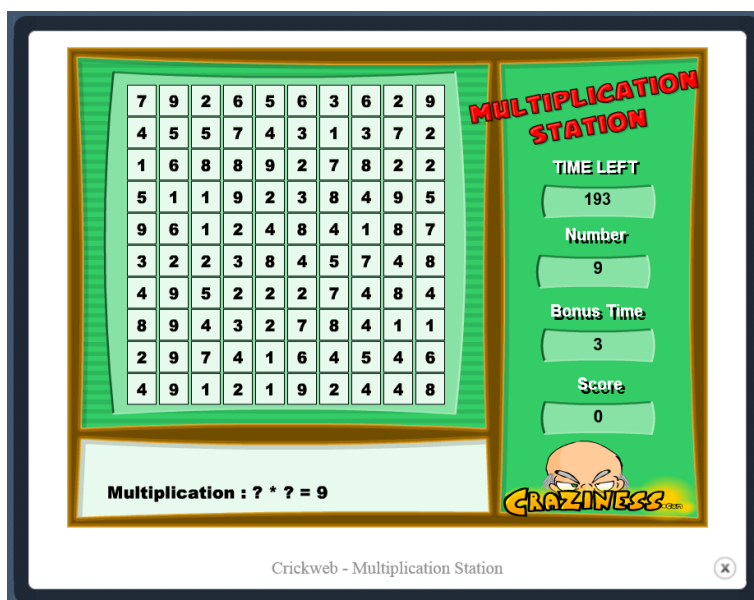 7 9 2 6 5 6 3 6 2 9
4 5 5 7 4 3 1 3 7 2
1 6 8 8 9 2 7 8 2 2
5 1 1 9 2 3 8 4 9 5
9 6 1 2 4 8 4 1 8 7
3 2 2 3 8 4 5 7 4 8
4 9 5 2 2 2 7 4 8 4
8 9 4 3 2 7 8 4 1 1
2 9 7 4 1 6 4 5 4 6
4 9 1 2 1 9 2 4 4 8
Multiplication : ? * ? = 9
MULTIPLICATION
STATION
TIME LEFT
193
Number
9
Bonus Time
3
Score
0
CRAZINESS.com
Crickweb - Multiplication Station
x